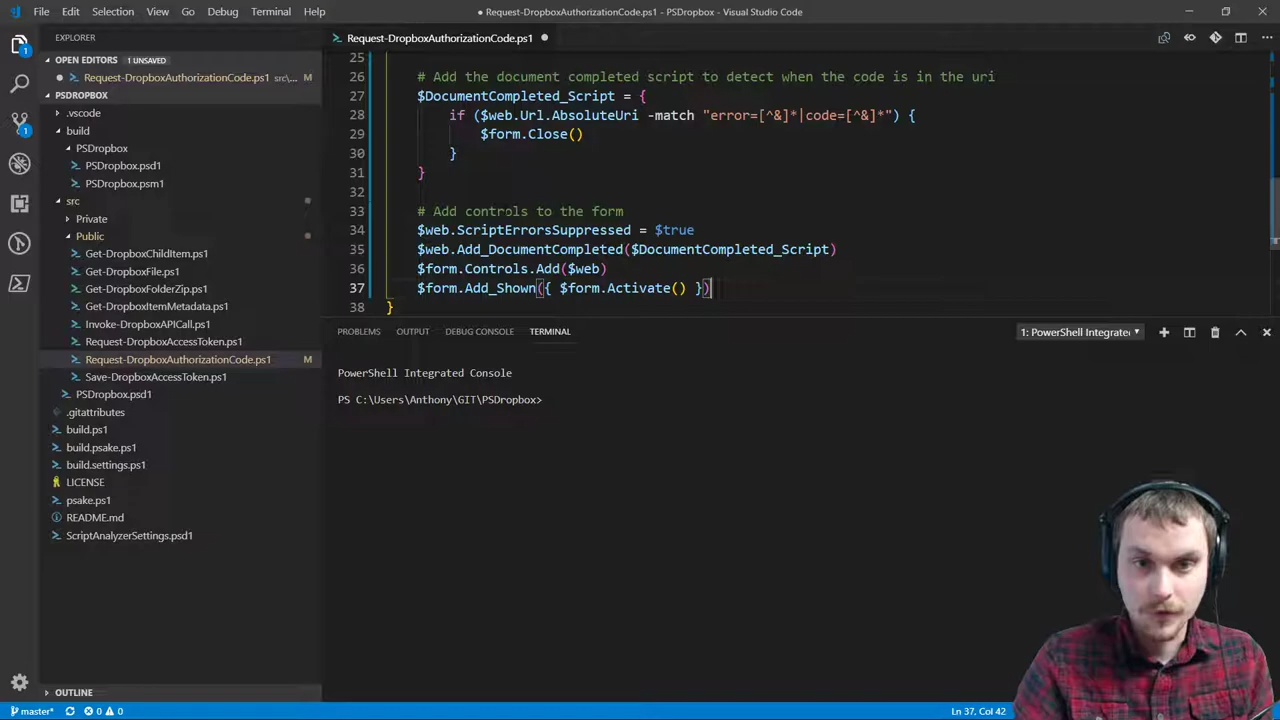 File Edit Selection View Go Debug Terminal Help
● Request-DropboxAuthorizationCode.ps1 - PSDropbox - Visual Studio Code
EXPLORER
OPEN EDITORS 1 UNSAVED
Request-DropboxAuthorizationCode.ps1 src\... M
PSDROPBOX
.vscode
build
PSDropbox
PSDropbox.psd1
PSDropbox.psm1
src
Private
Public
Get-DropboxChildItem.ps1
Get-DropboxFile.ps1
Get-DropboxFolderZip.ps1
Get-DropboxItemMetadata.ps1
Invoke-DropboxAPICall.ps1
Request-DropboxAccessToken.ps1
Request-DropboxAuthorizationCode.ps1 M
Save-DropboxAccessToken.ps1
PSDropbox.psd1
.gitattributes
build.ps1
build.psake.ps1
build.settings.ps1
LICENSE
psake.ps1
README.md
ScriptAnalyzerSettings.psd1
OUTLINE
Request-DropboxAuthorizationCode.ps1 ●
25
26 # Add the document completed script to detect when the code is in the uri
27 $DocumentCompleted_Script = {
28 if ($web.Url.AbsoluteUri -match "error=[^&]*|code=[^&]*") {
29 $form.Close()
30 }
31 }
32
33 # Add controls to the form
34 $web.ScriptErrorsSuppressed = $true
35 $web.Add_DocumentCompleted($DocumentCompleted_Script)
36 $form.Controls.Add($web)
37 $form.Add_Shown({ $form.Activate() })
38 }
PROBLEMS OUTPUT DEBUG CONSOLE TERMINAL
1: PowerShell Integrate
PowerShell Integrated Console
PS C:\Users\Anthony\GIT\PSDropbox>
master* 0 0
Ln 37, Col 42